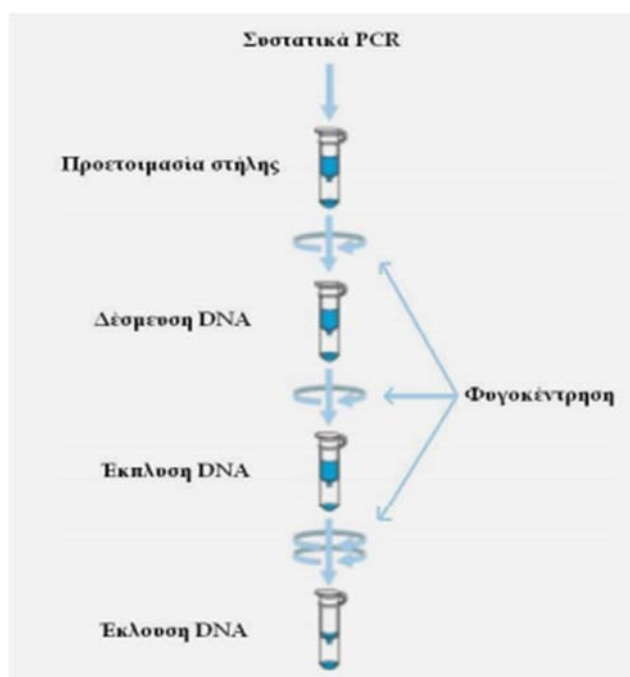 Συστατικά PCR
Προετοιμασία στήλης
Δέσμευση DNA
Φυγοκέντρηση
Έκπλυση DNA
Έκλουση DNA